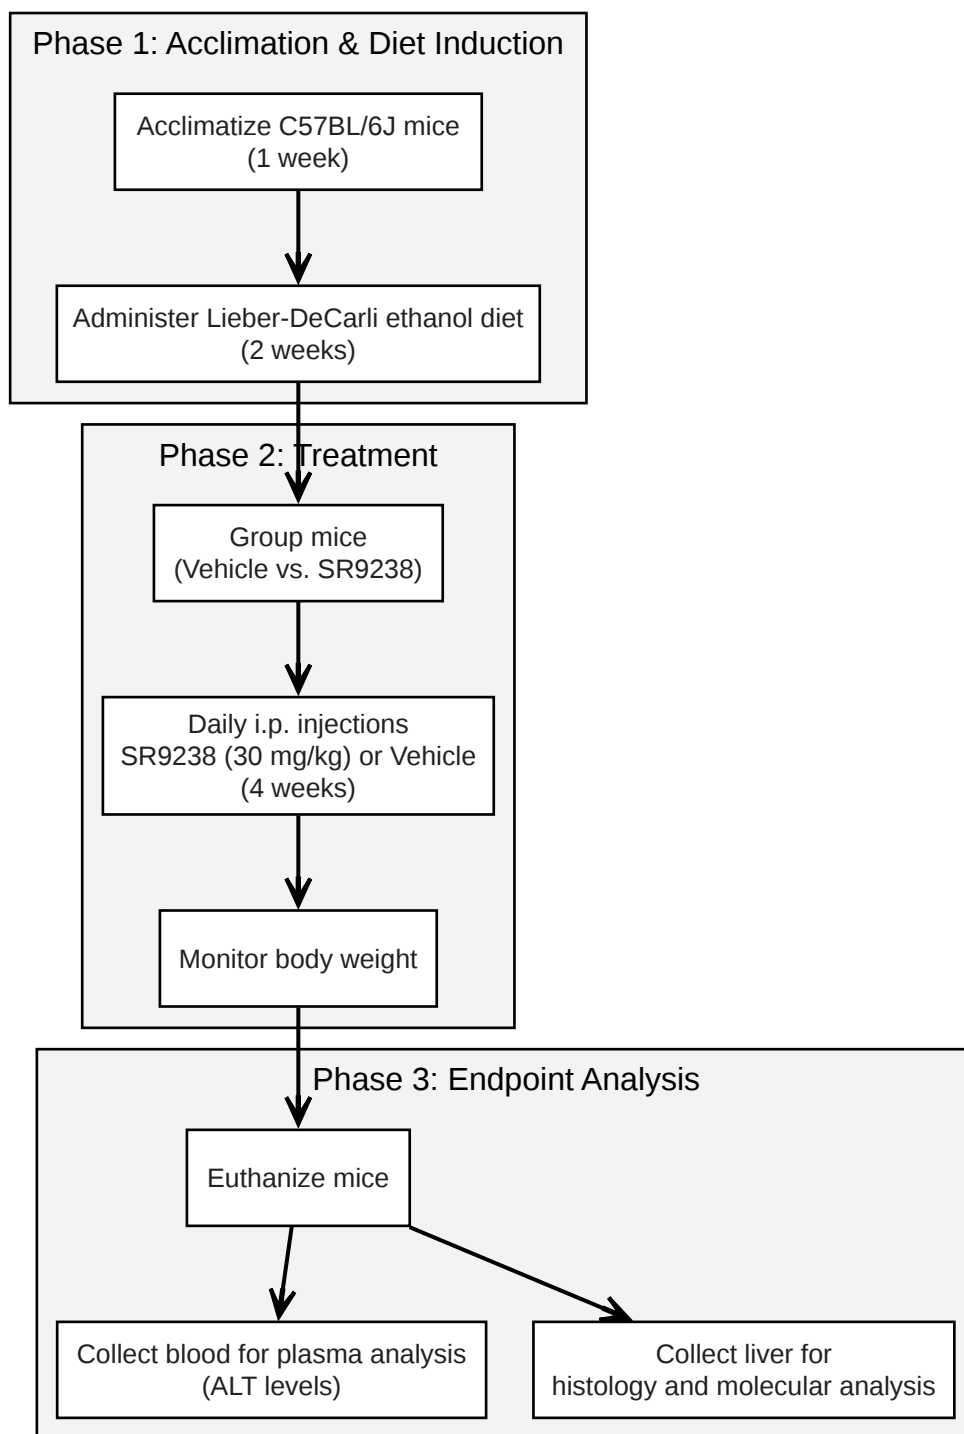 Phase 1: Acclimation & Diet Induction
Acclimatize C57BL/6J mice
(1 week)
Administer Lieber-DeCarli ethanol diet
(2 weeks)
Phase 2: Treatment
Group mice
(Vehicle vs. SR9238)
Daily i.p. injections
SR9238 (30 mg/kg) or Vehicle
(4 weeks)
Monitor body weight
Phase 3: Endpoint Analysis
Euthanize mice
Collect blood for plasma analysis
(ALT levels)
Collect liver for
histology and molecular analysis